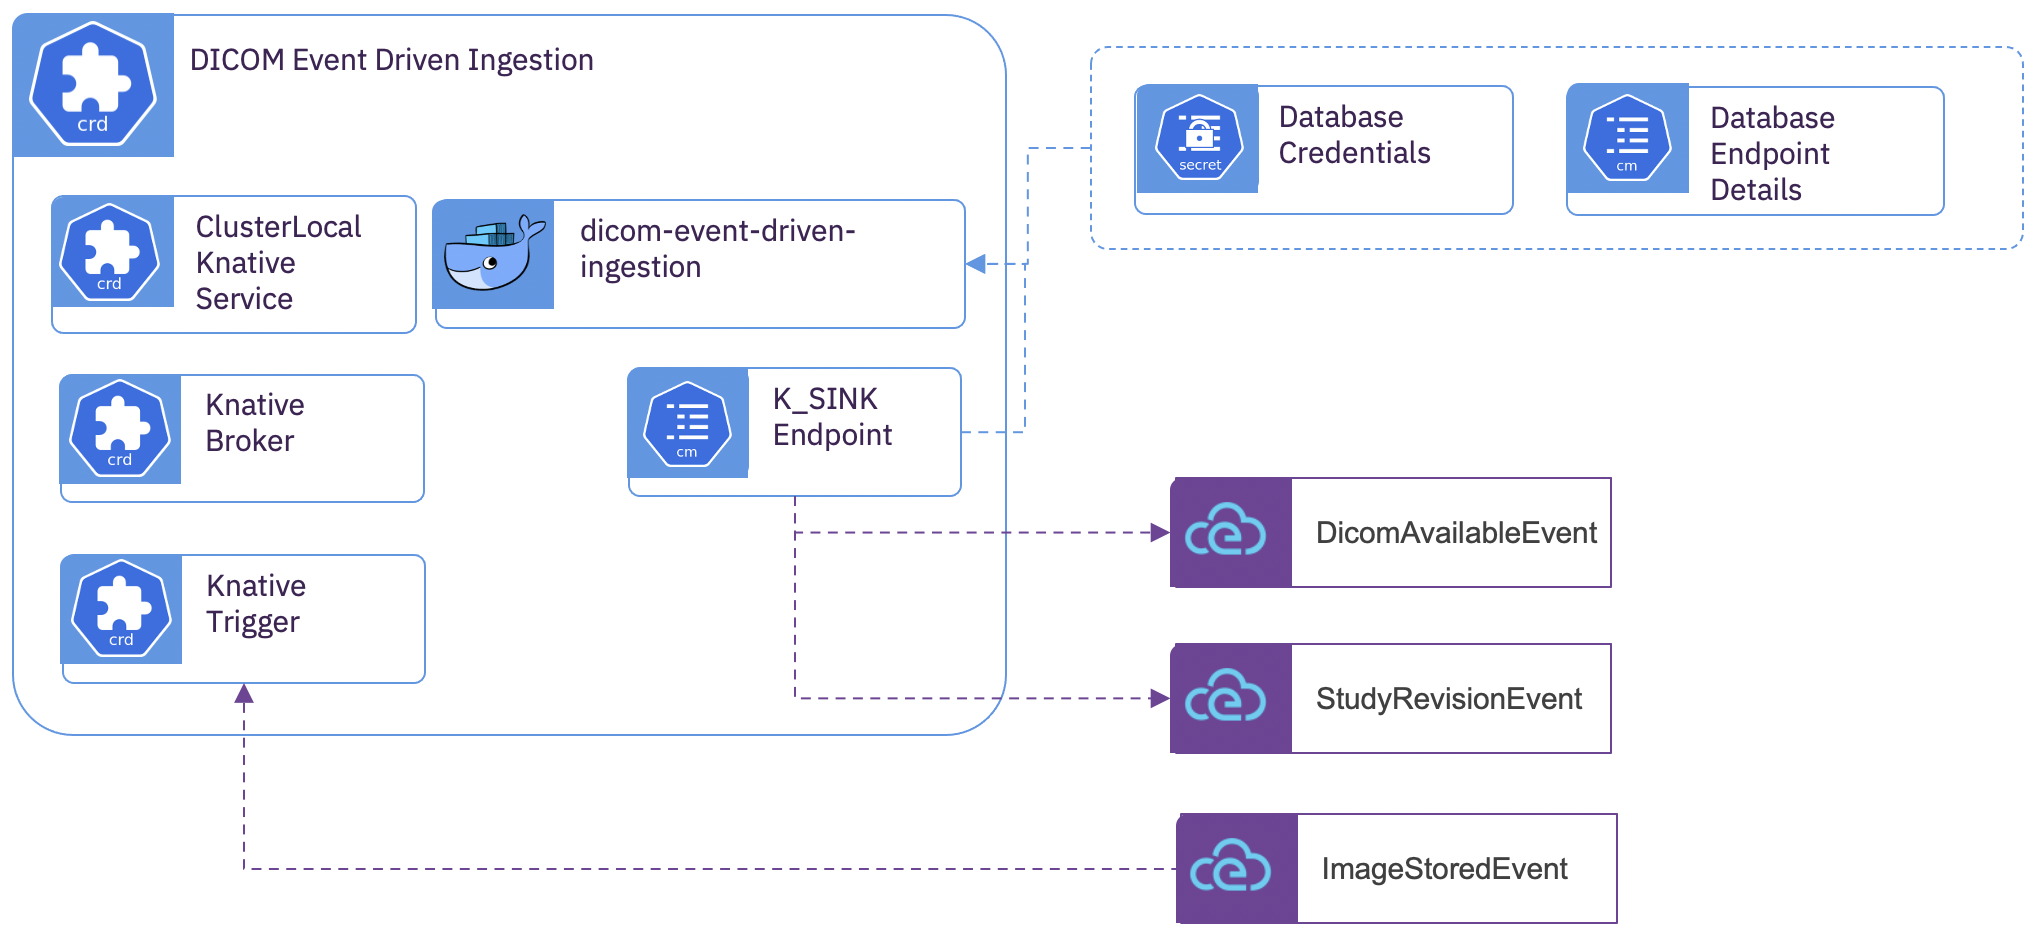 DICOM Event Driven Ingestion
crd
secret
Database
Credentials
cm
Database
Endpoint
Details
crd
ClusterLocal
Knative
Service
dicom-event-driven-
ingestion
crd
Knative
Broker
cm
K_SINK
Endpoint
DicomAvailableEvent
crd
Knative
Trigger
StudyRevisionEvent
ImageStoredEvent